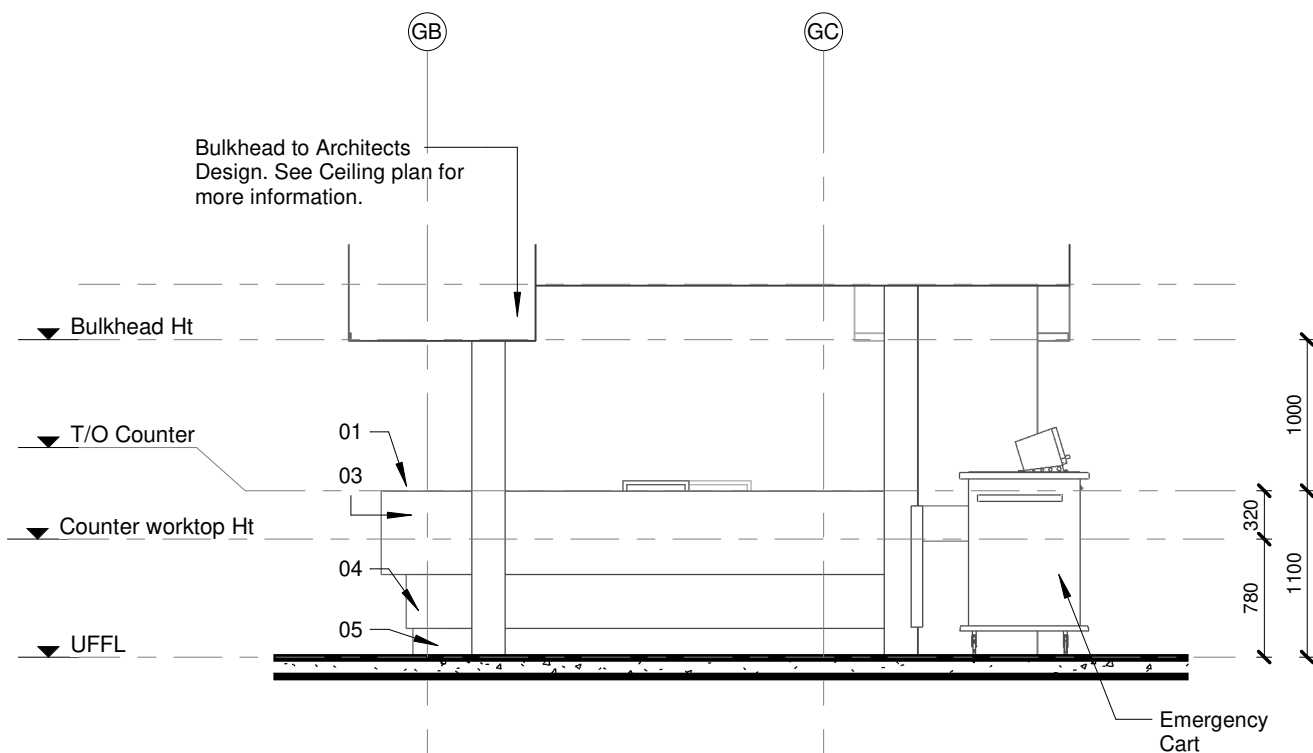 GB
GC
Bulkhead to Architects
Design. See Ceiling plan for
more information.
Bulkhead Ht
T/O Counter
01
03
Counter worktop Ht
04
05
UFFL
1000
320
1100
780
Emergency
Cart